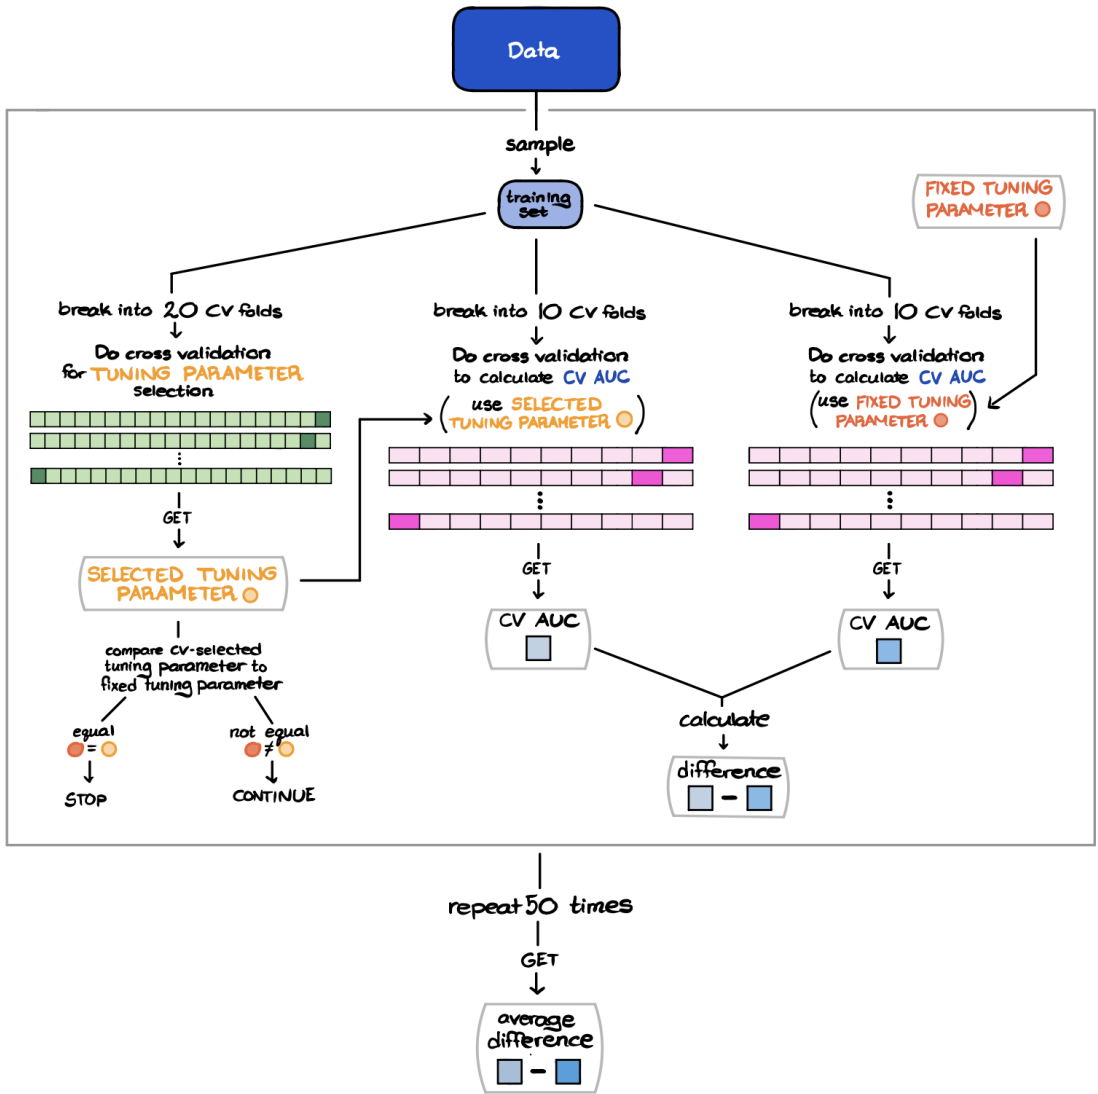 Data
sample
training
set
FIXED TUNING
PARAMETER
break into 20 CV folds
Do cross validation
for TUNING PARAMETER
selection
GET
SELECTED TUNING
PARAMETER
compare CV-selected
tuning parameter to
fixed tuning parameter
equal
=
STOP
not equal
≠
CONTINUE
break into 10 CV folds
Do cross validation
to calculate CV AUC
(use SELECTED
TUNING PARAMETER )
GET
CV AUC
break into 10 CV folds
Do cross validation
to calculate CV AUC
(use FIXED TUNING
PARAMETER )
GET
CV AUC
calculate
difference
-
repeat 50 times
GET
average
difference
-